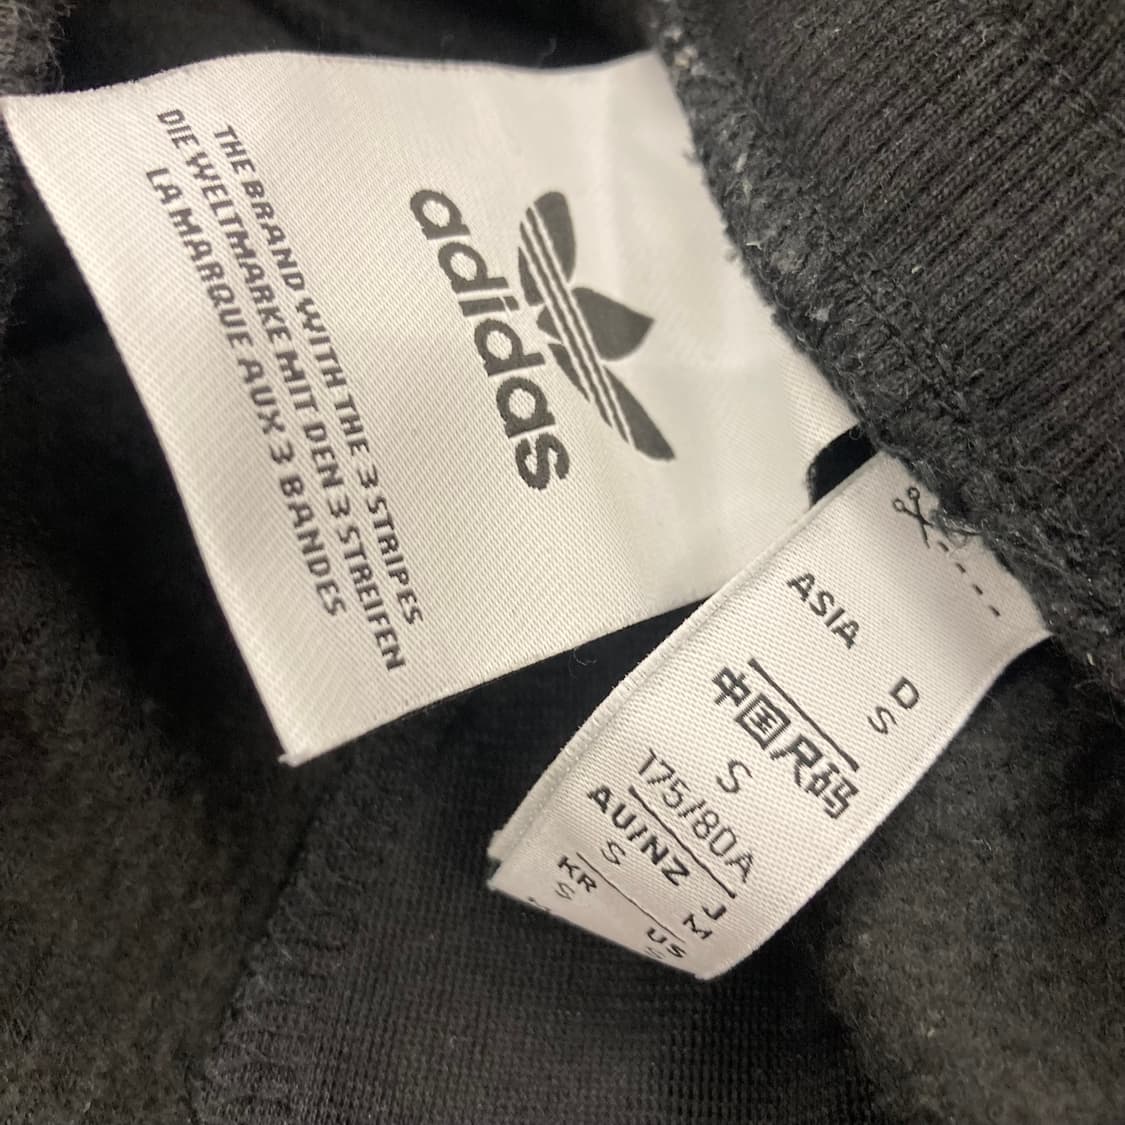 adidas
THE BRAND WITH THE 3 STRIPES
DIE WELTMARKE MIT DEN 3 STREIFEN
LA MARQUE AUX 3 BANDES
ASIA
D
S
中国尺码
S
175/80A
AU/NZ
S
J
M
KR
S
US
S